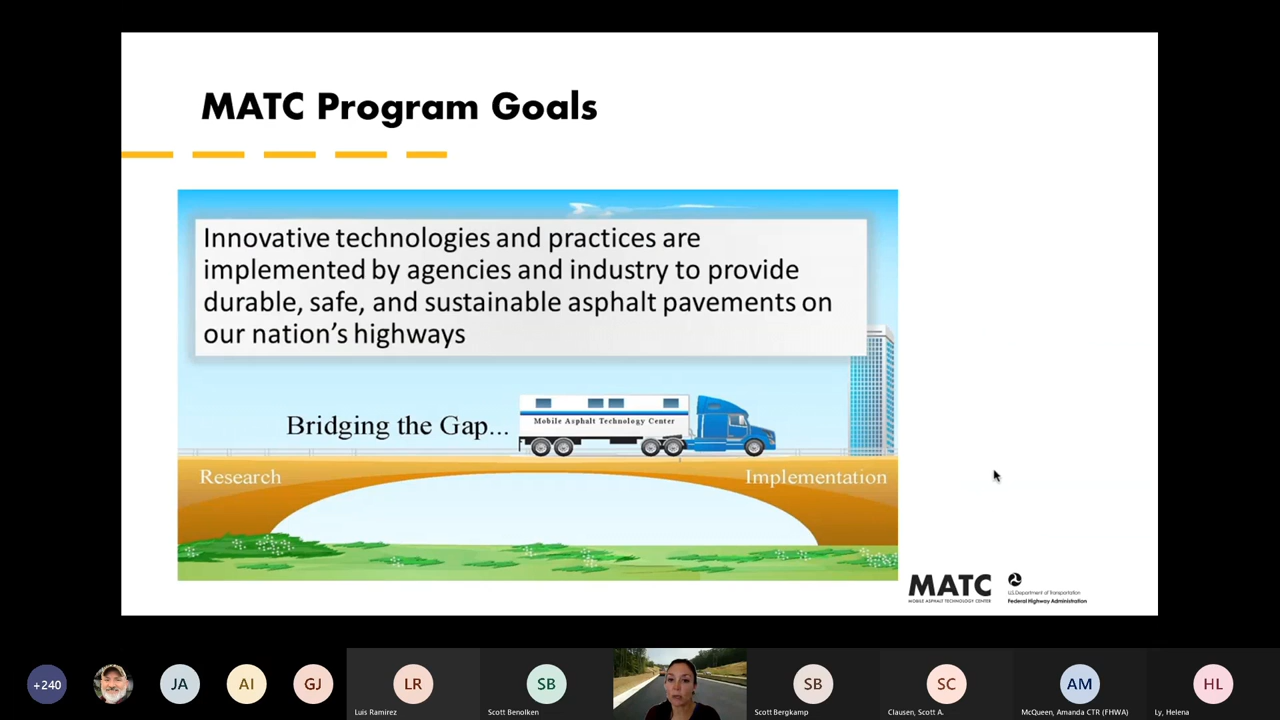 MATC Program Goals
Innovative technologies and practices are
implemented by agencies and industry to provide
durable, safe, and sustainable asphalt pavements on
our nation's highways
Bridging the Gap...
Mobile Asphalt Technology Center
Research
Implementation
MATC
MOBILE ASPHALT TECHNOLOGY CENTER
U.S. Department of Transportation
Federal Highway Administration
+240
JA
AI
GJ
LR
SB
SB
SC
AM
HL
Luis Ramirez
Scott Benolken
Scott Bergkamp
Clausen, Scott A.
McQueen, Amanda CTR (FHWA)
Ly, Helena